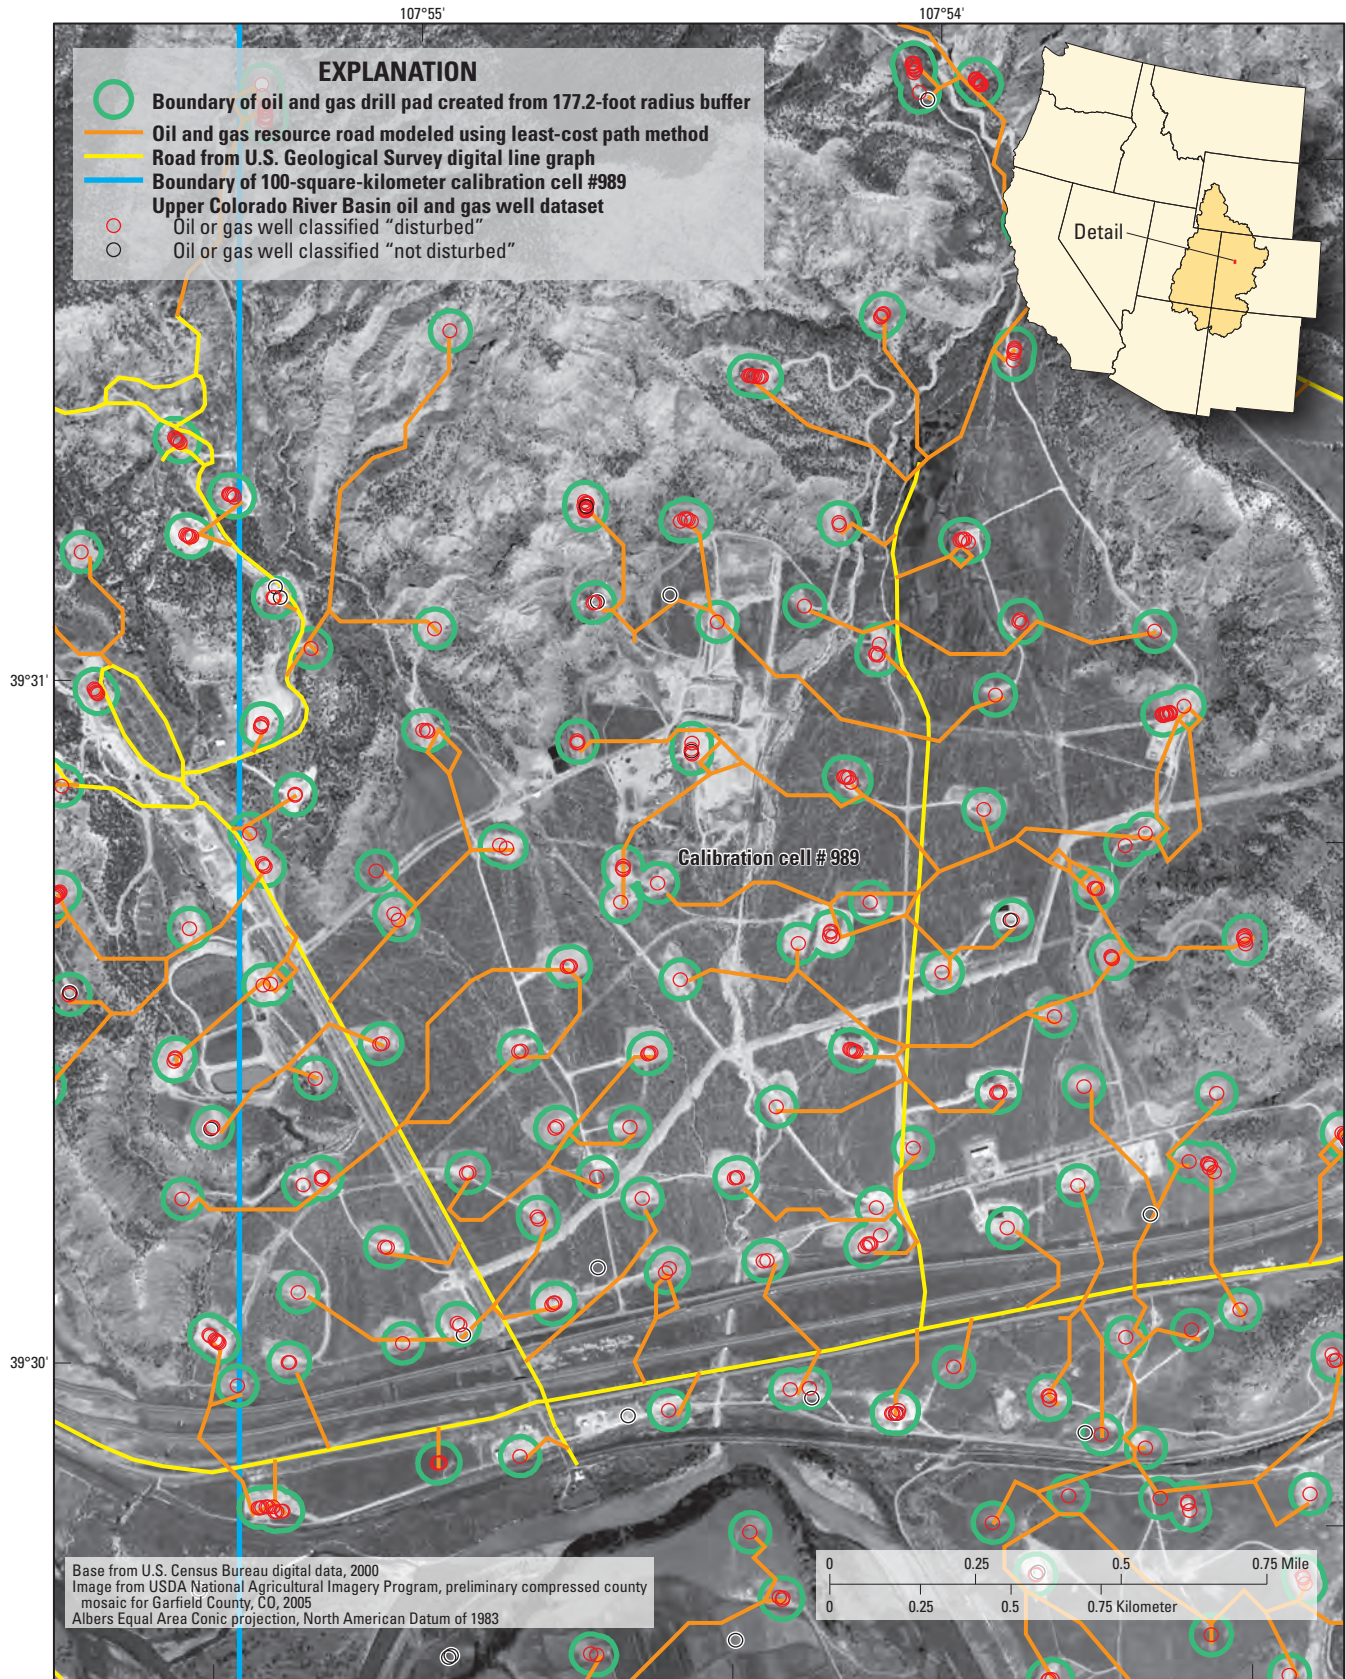 107°55'
107°54'
EXPLANATION
Boundary of oil and gas drill pad created from 177.2-foot radius buffer
Oil and gas resource road modeled using least-cost path method
Road from U.S. Geological Survey digital line graph
Boundary of 100-square-kilometer calibration cell #989
Upper Colorado River Basin oil and gas well dataset
Oil or gas well classified “disturbed”
Oil or gas well classified “not disturbed”
Detail
39°31'
Calibration cell # 989
39°30'
Base from U.S. Census Bureau digital data, 2000
Image from USDA National Agricultural Imagery Program, preliminary compressed county
mosaic for Garfield County, CO, 2005
Albers Equal Area Conic projection, North American Datum of 1983
0 0.25 0.5 0.75 Mile
0 0.25 0.5 0.75 Kilometer